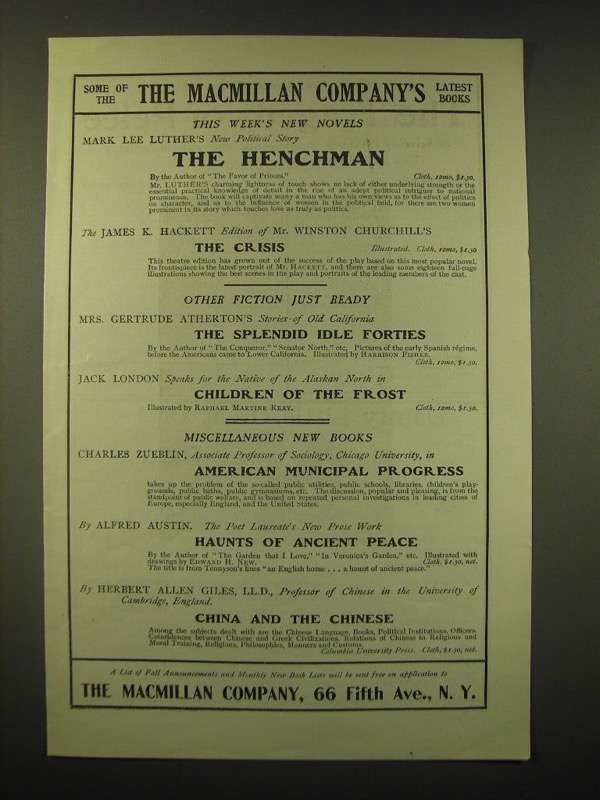 SOME OF THE THE MACMILLAN COMPANY'S LATEST BOOKS
THIS WEEK'S NEW NOVELS
MARK LEE LUTHER'S New Political Story
THE HENCHMAN
By the Author of "The Favor of Princes." Cloth, 12mo, $1.50.
Mr. LUTHER'S charming lightness of touch shows no lack of either underlying strength or the
essential practical knowledge of detail in the rise of an adept political intriguer to national
prominence. The book will captivate many a man who has his own views as to the effect of politics
on character, and as to the influence of women in the political field, for there are two women
prominent in its story which touches love as truly as politics.
The JAMES K. HACKETT Edition of Mr. WINSTON CHURCHILL'S
THE CRISIS Illustrated. Cloth, 12mo, $1.50
This theatre edition has grown out of the success of the play based on this most popular novel.
Its frontispiece is the latest portrait of Mr. HACKETT, and there are also some eighteen full-page
illustrations showing the best scenes in the play and portraits of the leading members of the cast.
OTHER FICTION JUST READY
MRS. GERTRUDE ATHERTON'S Stories of Old California
THE SPLENDID IDLE FORTIES
By the Author of "The Conqueror," "Senator North," etc. Pictures of the early Spanish régime,
before the Americans came to Lower California. Illustrated by HARRISON FISHER.
Cloth, 12mo, $1.50.
JACK LONDON Speaks for the Native of the Alaskan North in
CHILDREN OF THE FROST
Illustrated by RAPHAEL MARTINE REAY. Cloth, 12mo, $1.50.
MISCELLANEOUS NEW BOOKS
CHARLES ZUEBLIN, Associate Professor of Sociology, Chicago University, in
AMERICAN MUNICIPAL PROGRESS
takes up the problem of the so-called public utilities, public schools, libraries, children's play-
grounds, public baths, public gymnasiums, etc. The discussion, popular and pleasing, is from the
standpoint of public welfare, and is based on repeated personal investigations in leading cities of
Europe, especially England, and the United States.
By ALFRED AUSTIN. The Poet Laureate's New Prose Work
HAUNTS OF ANCIENT PEACE
By the Author of "The Garden that I Love," "In Veronica's Garden," etc. Illustrated with
drawings by EDWARD H. NEW. Cloth, $1.50, net.
The title is from Tennyson's lines "an English home . . . a haunt of ancient peace."
By HERBERT ALLEN GILES, LL.D., Professor of Chinese in the University of
Cambridge, England.
CHINA AND THE CHINESE
Among the subjects dealt with are the Chinese Language, Books, Political Institutions, Officers,
Coincidences between Chinese and Greek Civilizations, Relations of Chinese to Religious and
Moral Training, Religions, Philosophies, Manners and Customs.
Columbia University Press. Cloth, $1.50, net
A List of Fall Announcements and Monthly New Book Lists will be sent free on application to
THE MACMILLAN COMPANY, 66 Fifth Ave., N. Y.